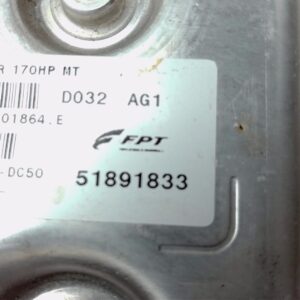 R 170HP MT
D032 AG1
01864.E
FPT
-DC50
51891833